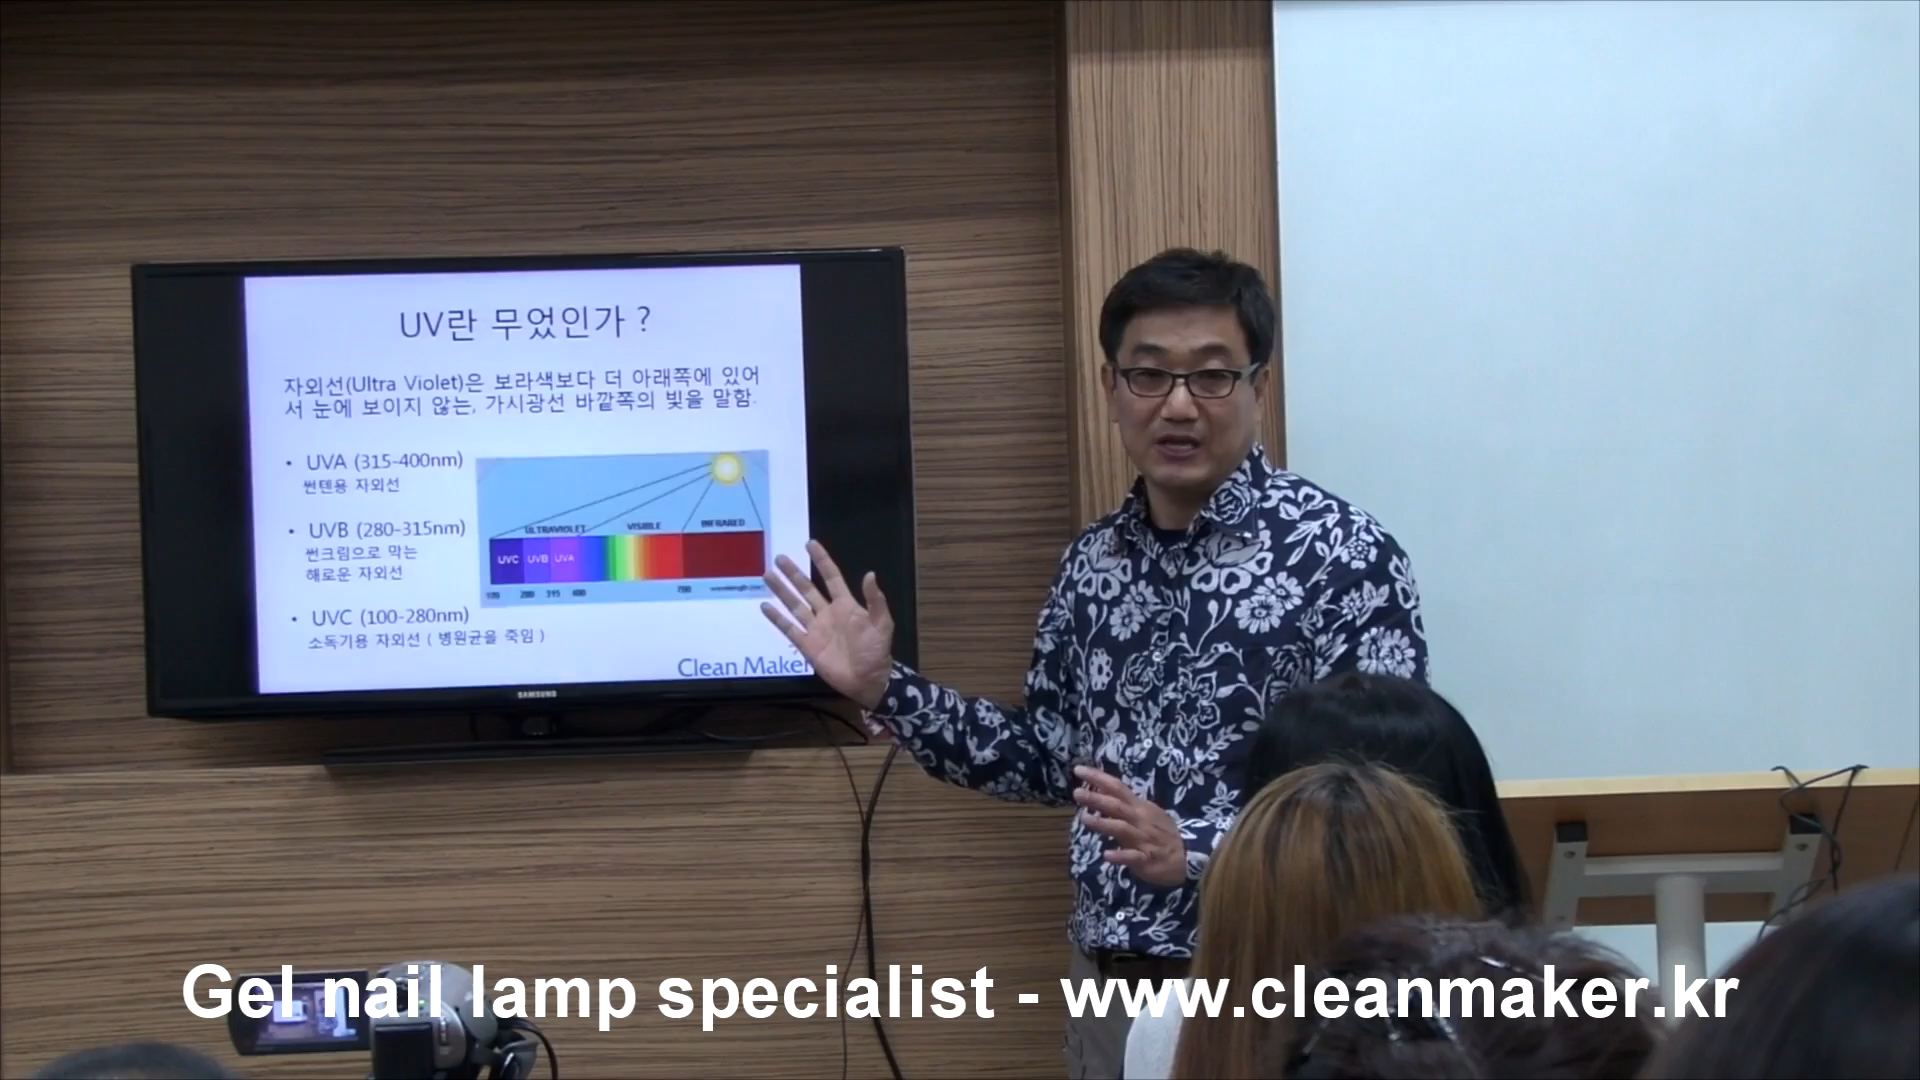 UV란 무었인가 ?
자외선(Ultra Violet)은 보라색보다 더 아래쪽에 있어
서 눈에 보이지 않는, 가시광선 바깥쪽의 빛을 말함.
• UVA (315-400nm)
썬텐용 자외선
• UVB (280-315nm)
썬크림으로 막는
해로운 자외선
• UVC (100-280nm)
소독기용 자외선 ( 병원균을 죽임 )
ULTRAVIOLET VISIBLE INFRARED
UVC UVB UVA
100 280 315 400 700
Clean Maker
SAMSUNG
Gel nail lamp specialist - www.cleanmaker.kr